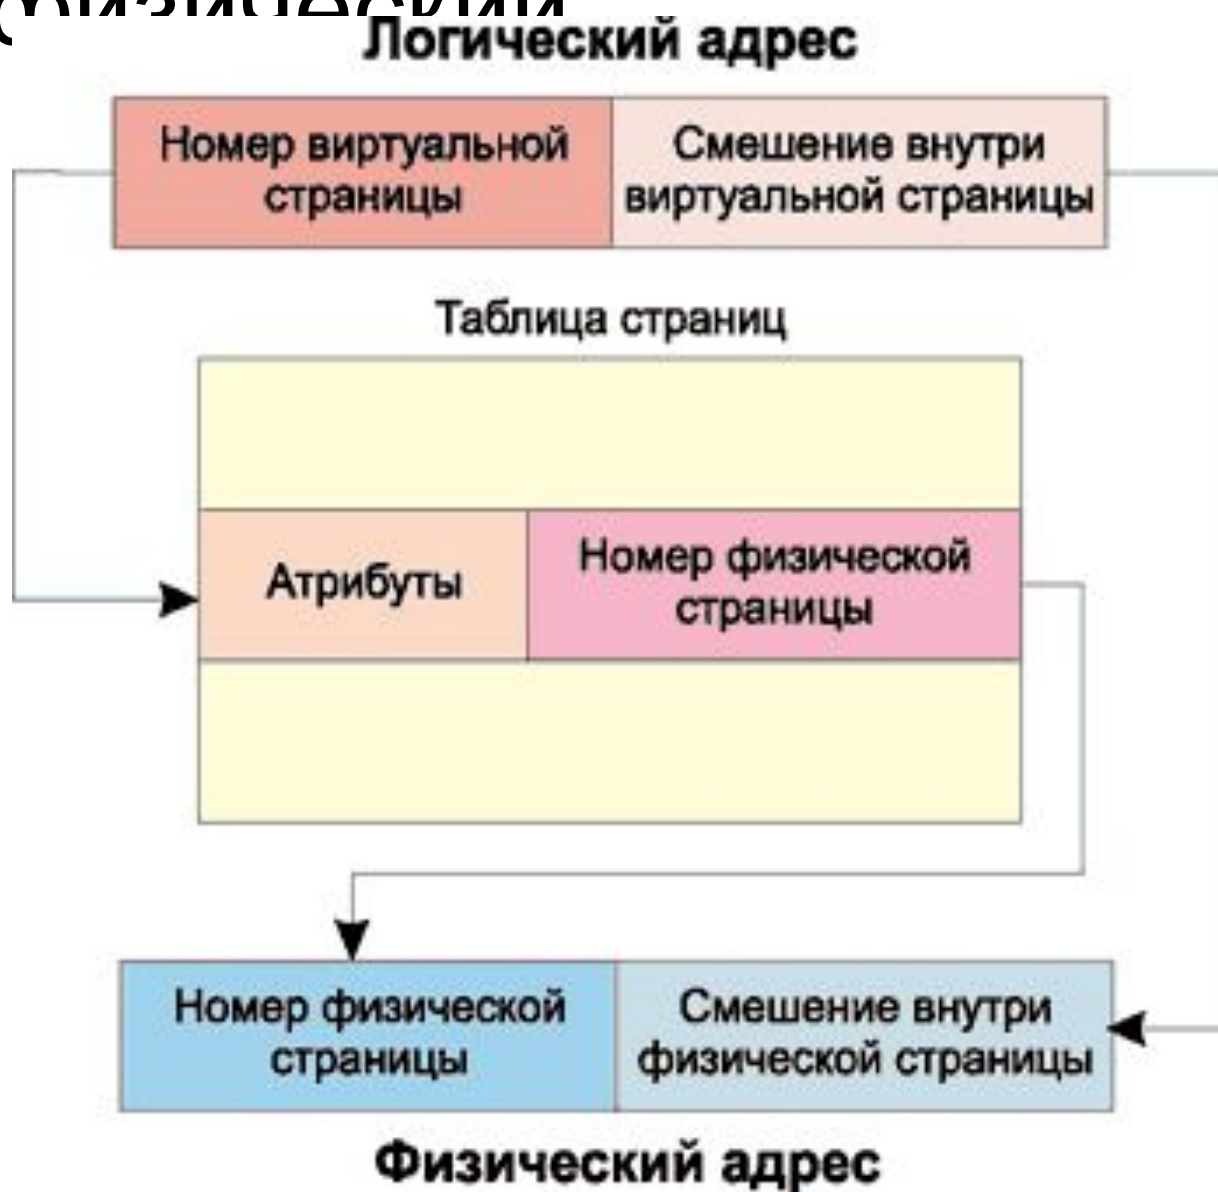 физический
Логический адрес
Номер виртуальной
страницы
Смешение внутри
виртуальной страницы
Таблица страниц
Атрибуты
Номер физической
страницы
Номер физической
страницы
Смешение внутри
физической страницы
Физический адрес